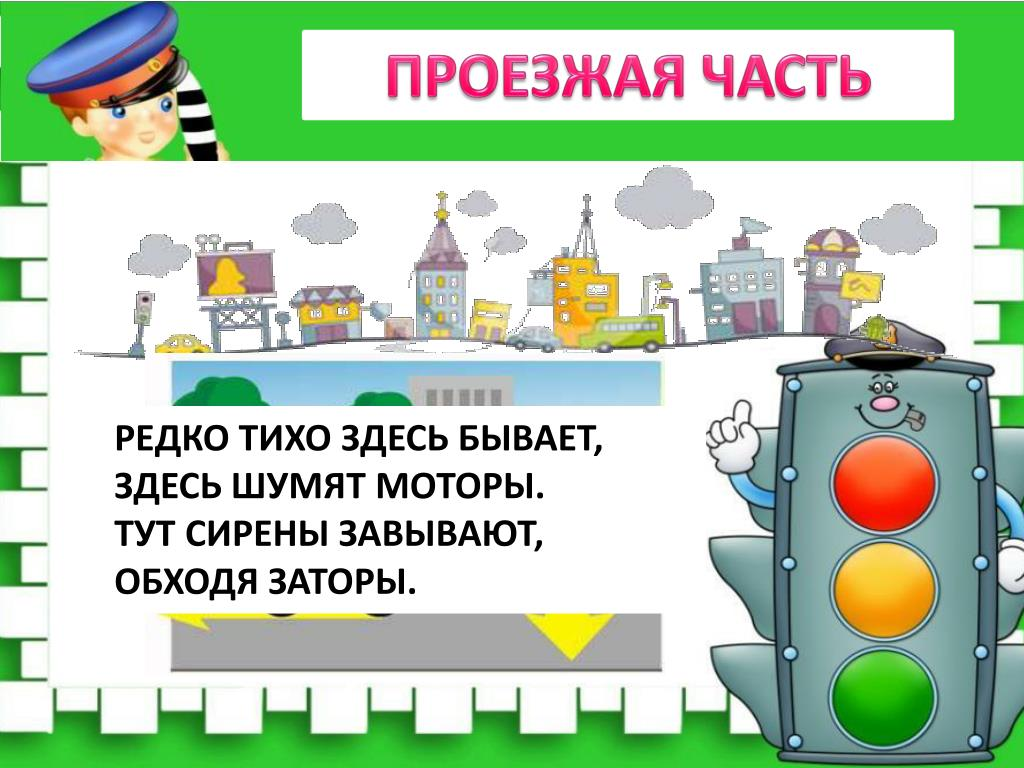 ПРОЕЗЖАЯ ЧАСТЬ
РЕДКО ТИХО ЗДЕСЬ БЫВАЕТ,
ЗДЕСЬ ШУМЯТ МОТОРЫ.
ТУТ СИРЕНЫ ЗАВЫВАЮТ,
ОБХОДЯ ЗАТОРЫ.